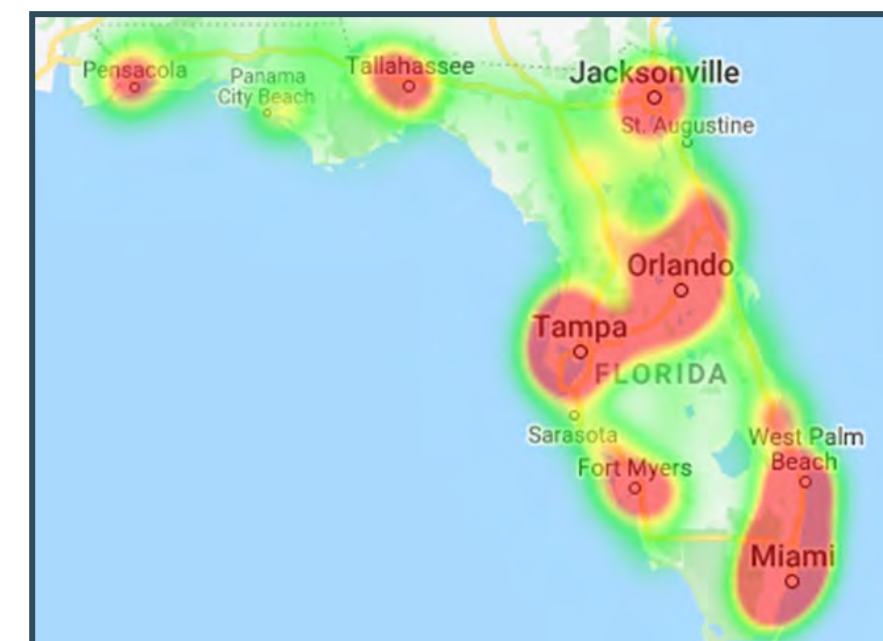 Pensacola
Panama
City Beach
Tallahassee
Jacksonville
St. Augustine
Orlando
Tampa
FLORIDA
Sarasota
West Palm
Beach
Fort Myers
Miami